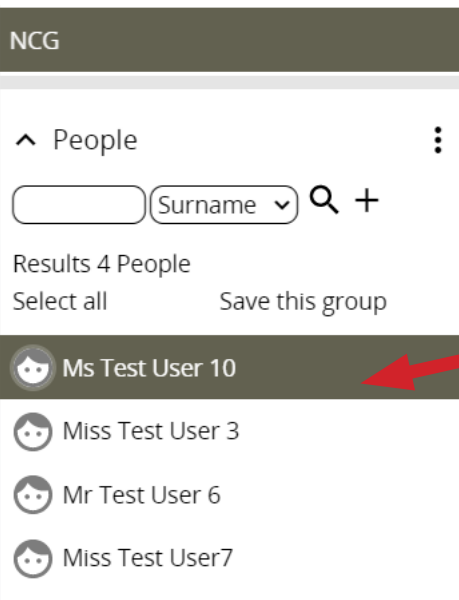 NCG
People
Surname
Results 4 People
Select all Save this group
Ms Test User 10
Miss Test User 3
Mr Test User 6
Miss Test User7